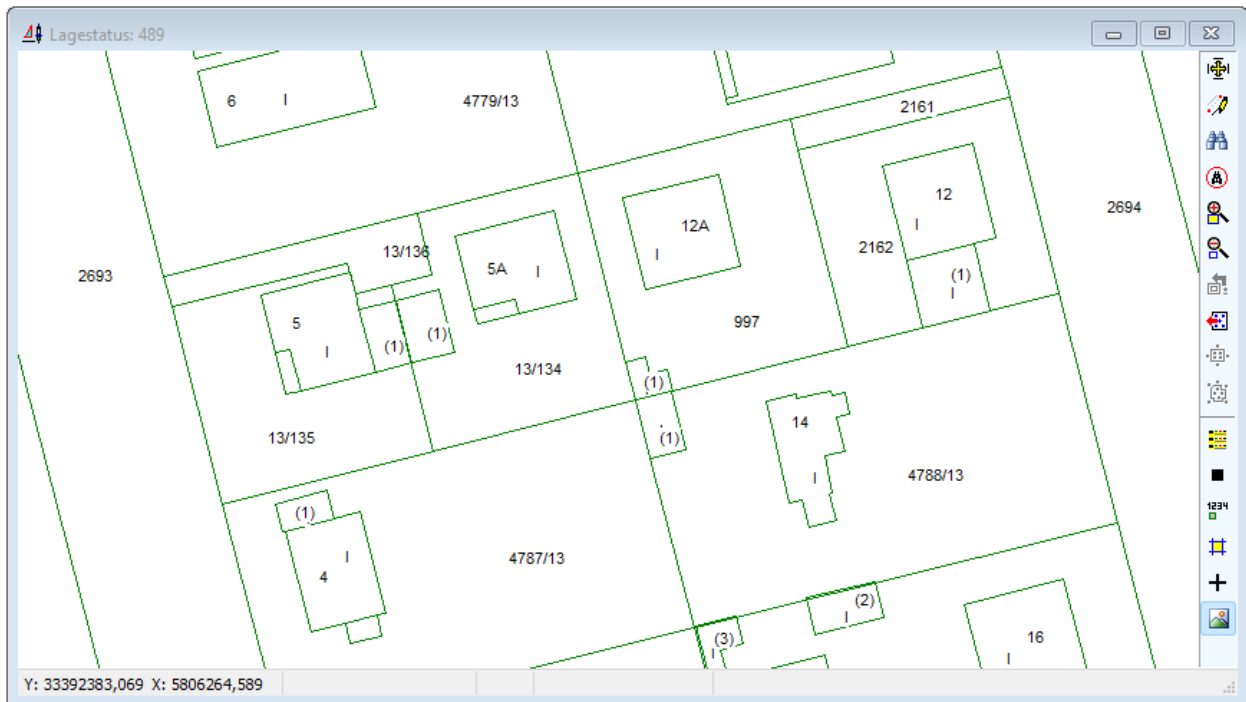 Lagestatus: 489
6 I
4779/13
2161
12
I
12A
I
2694
2693
13/136
5A I
2162
(1)
I
5
I
(1)
(1)
997
13/134
(1)
13/135
(1)
14
I
4788/13
(1)
I
4
4787/13
(2)
I
(3)
I
16
I
1234
Y: 33392383,069 X: 5806264,589